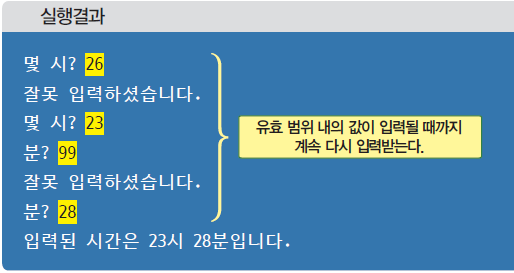 실행결과
몇 시? 26
잘못 입력하셨습니다.
몇 시? 23
분? 99
잘못 입력하셨습니다.
분? 28
입력된 시간은 23시 28분입니다.
유효 범위 내의 값이 입력될 때까지
계속 다시 입력받는다.